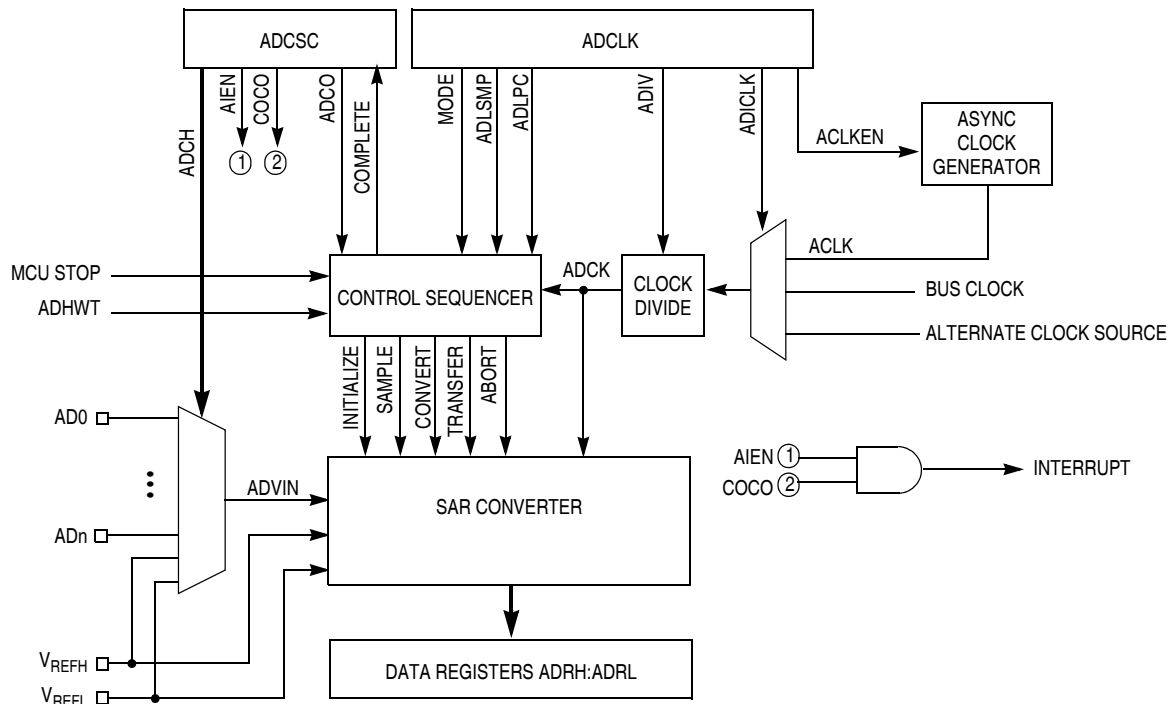 ADCSC
ADCLK
ADCH
AIEN
COCO
ADCO
COMPLETE
MODE
ADLSMP
ADLPC
ADIV
ADICLK
ACLKEN
ASYNC
CLOCK
GENERATOR
1
2
MCU STOP
ADHWT
CONTROL SEQUENCER
ADCK
CLOCK
DIVIDE
ACLK
BUS CLOCK
ALTERNATE CLOCK SOURCE
INITIALIZE
SAMPLE
CONVERT
TRANSFER
ABORT
AD0
•••
ADn
ADVIN
SAR CONVERTER
AIEN 1
COCO 2
INTERRUPT
VREFH
VREFL
DATA REGISTERS ADRH:ADRL